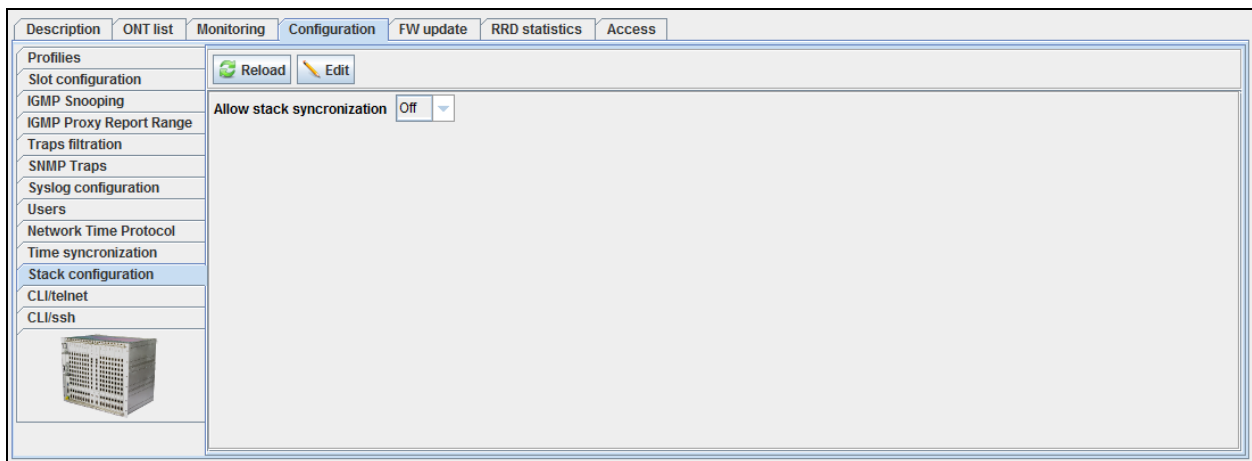 Description ONT list Monitoring Configuration FW update RRD statistics Access
Profilies
Slot configuration
IGMP Snooping
IGMP Proxy Report Range
Traps filtration
SNMP Traps
Syslog configuration
Users
Network Time Protocol
Time syncronization
Stack configuration
CLI/telnet
CLI/ssh
Reload Edit
Allow stack syncronization Off